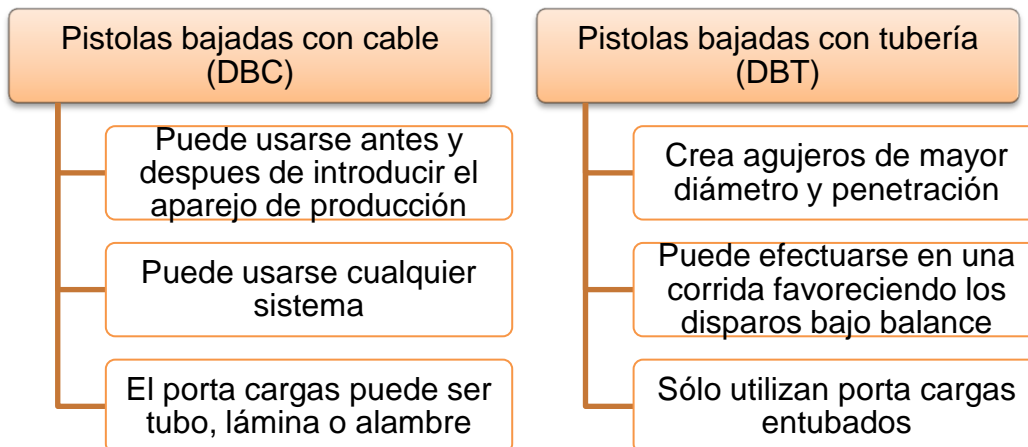 Pistolas bajadas con cable
(DBC)
Puede usarse antes y
despues de introducir el
aparejo de producción
Puede usarse cualquier
sistema
El porta cargas puede ser
tubo, lámina o alambre
Pistolas bajadas con tubería
(DBT)
Crea agujeros de mayor
diámetro y penetración
Puede efectuarse en una
corrida favoreciendo los
disparos bajo balance
Sólo utilizan porta cargas
entubados